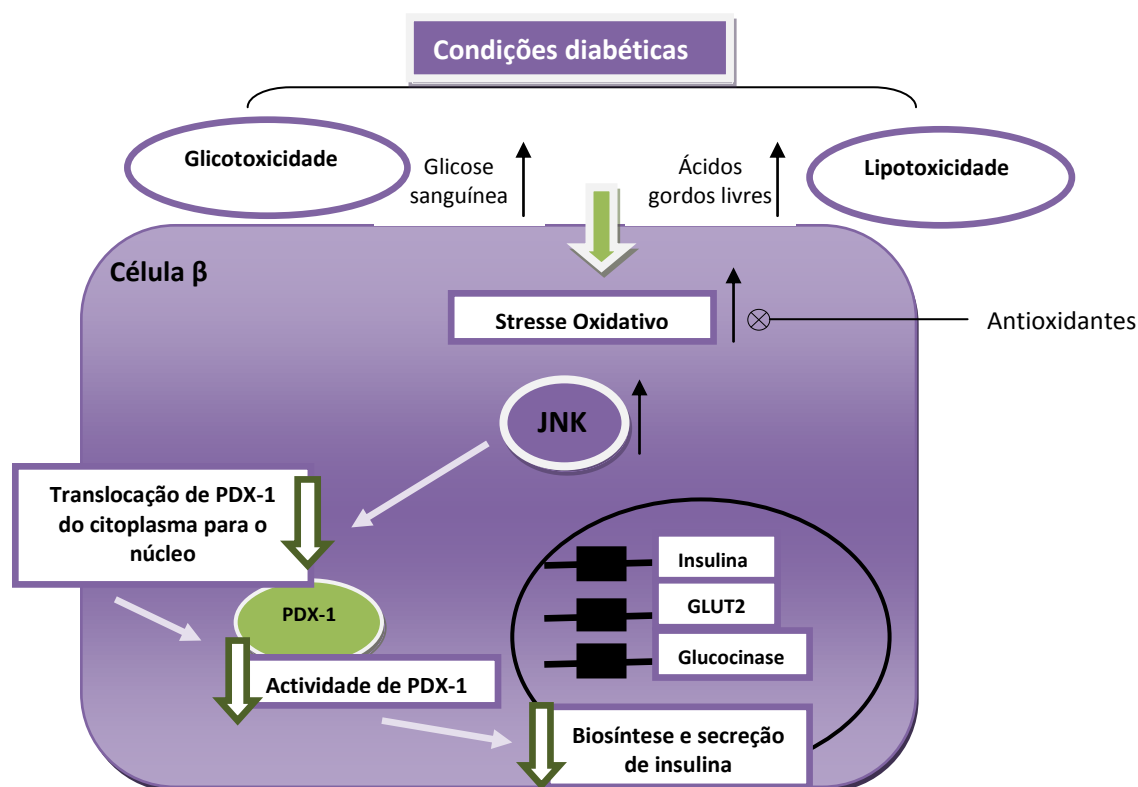 Condições diabéticas
Glicotoxicidade
Glicose
sanguínea
Ácidos
gordos livres
Lipotoxicidade
Célula β
Stresse Oxidativo
Antioxidantes
JNK
Translocação de PDX-1
do citoplasma para o
núcleo
PDX-1
Actividade de PDX-1
Insulina
GLUT2
Glucocinase
Biosíntese e secreção
de insulina